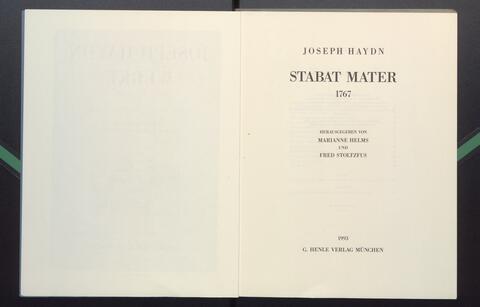 JOSEPH HAYDN
STABAT MATER
1767
HERAUSGEGEBEN VON
MARIANNE HELMS
UND
FRED STOLTZFUS
1993
G. HENLE VERLAG MÜNCHEN